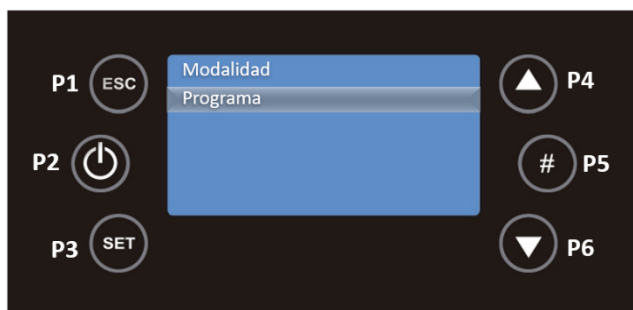 P1 ESC
Modalidad
Programa
P4
P2
# P5
P3 SET
P6